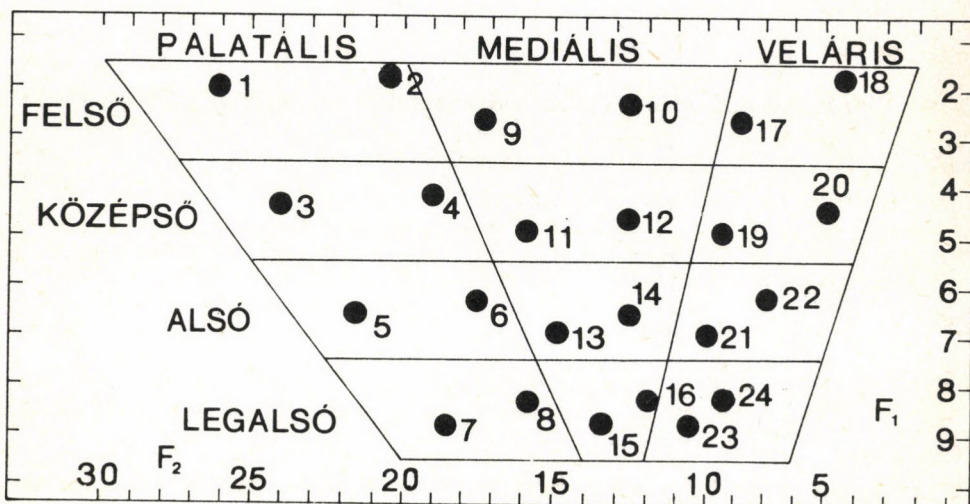 PALATÁLIS MEDIÁLIS VELÁRIS
1 2 18 2
FELSŐ 9 10 17
3
20 4
KÖZÉPSŐ 3 4 11 12 19
5
14 22 6
ALSÓ 5 6 13 21
7
16 24 8
LEGALSÓ 7 8 15 23 F₁
9
30 F₂ 25 20 15 10 5